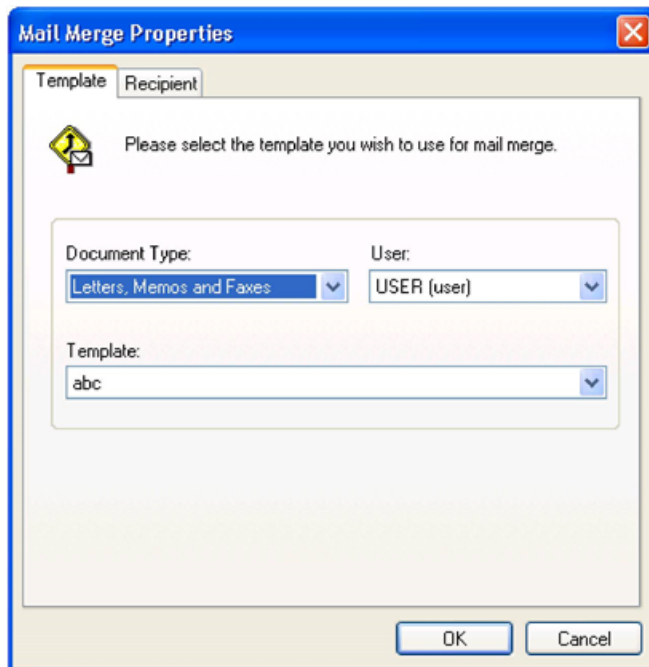 Mail Merge Properties
Template Recipient
Please select the template you wish to use for mail merge.
Document Type: User:
Letters, Memos and Faxes USER (user)
Template:
abc
OK Cancel